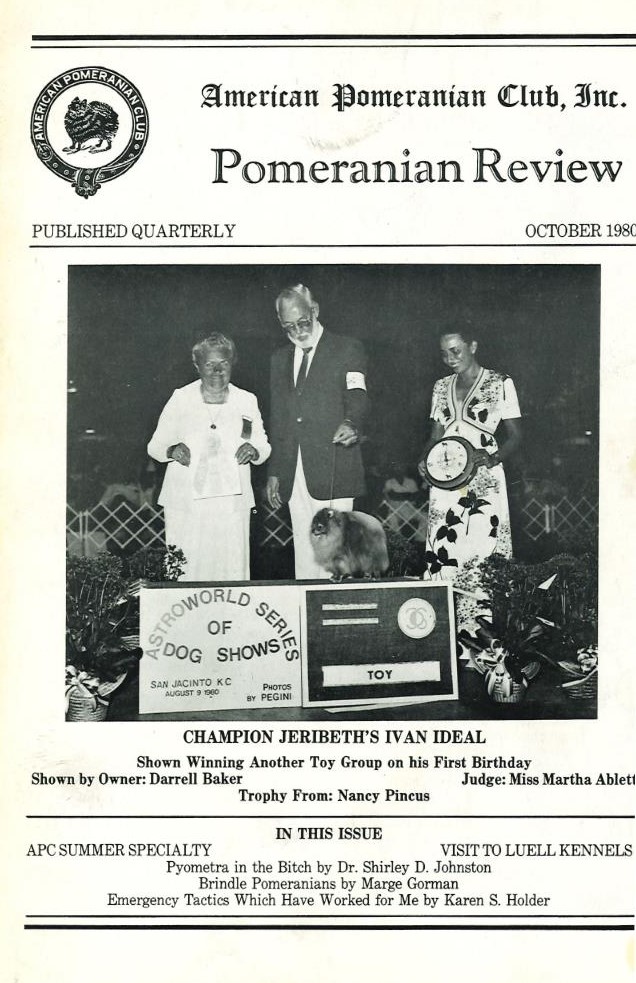 AMERICAN POMERANIAN CLUB
American Pomeranian Club, Inc.
Pomeranian Review
PUBLISHED QUARTERLY OCTOBER 1980
ASTROWORLD SERIES
OF
DOG SHOWS
SAN JACINTO K C
AUGUST 9 1980
PHOTOS
BY PEGINI
TOY
CHAMPION JERIBETH'S IVAN IDEAL
Shown Winning Another Toy Group on his First Birthday
Shown by Owner: Darrell Baker Judge: Miss Martha Ablett
Trophy From: Nancy Pincus
IN THIS ISSUE
APC SUMMER SPECIALTY VISIT TO LUELL KENNELS
Pyometra in the Bitch by Dr. Shirley D. Johnston
Brindle Pomeranians by Marge Gorman
Emergency Tactics Which Have Worked for Me by Karen S. Holder